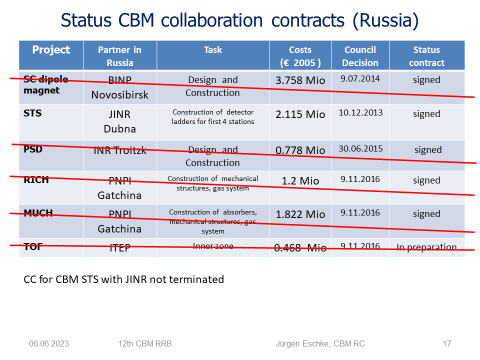 Status CBM collaboration contracts (Russia)
Project Partner in Russia Task Costs (€ 2005 ) Council Decision Status contract
SC dipole magnet BINP Novosibirsk Design and Construction 3.758 Mio 9.07.2014 signed
STS JINR Dubna Construction of detector ladders for first 4 stations 2.115 Mio 10.12.2013 signed
PSD INR Troitzk Design and Construction 0.778 Mio 30.06.2015 signed
RICH PNPI Gatchina Construction of mechanical structures, gas system 1.2 Mio 9.11.2016 signed
MUCH PNPI Gatchina Construction of absorbers, mechanical structures, gas system 1.822 Mio 9.11.2016 signed
TOF ITEP Inner zone 0.468 Mio 9.11.2016 In preparation
CC for CBM STS with JINR not terminated
06.06.2023 12th CBM RRB Jürgen Eschke, CBM RC 17